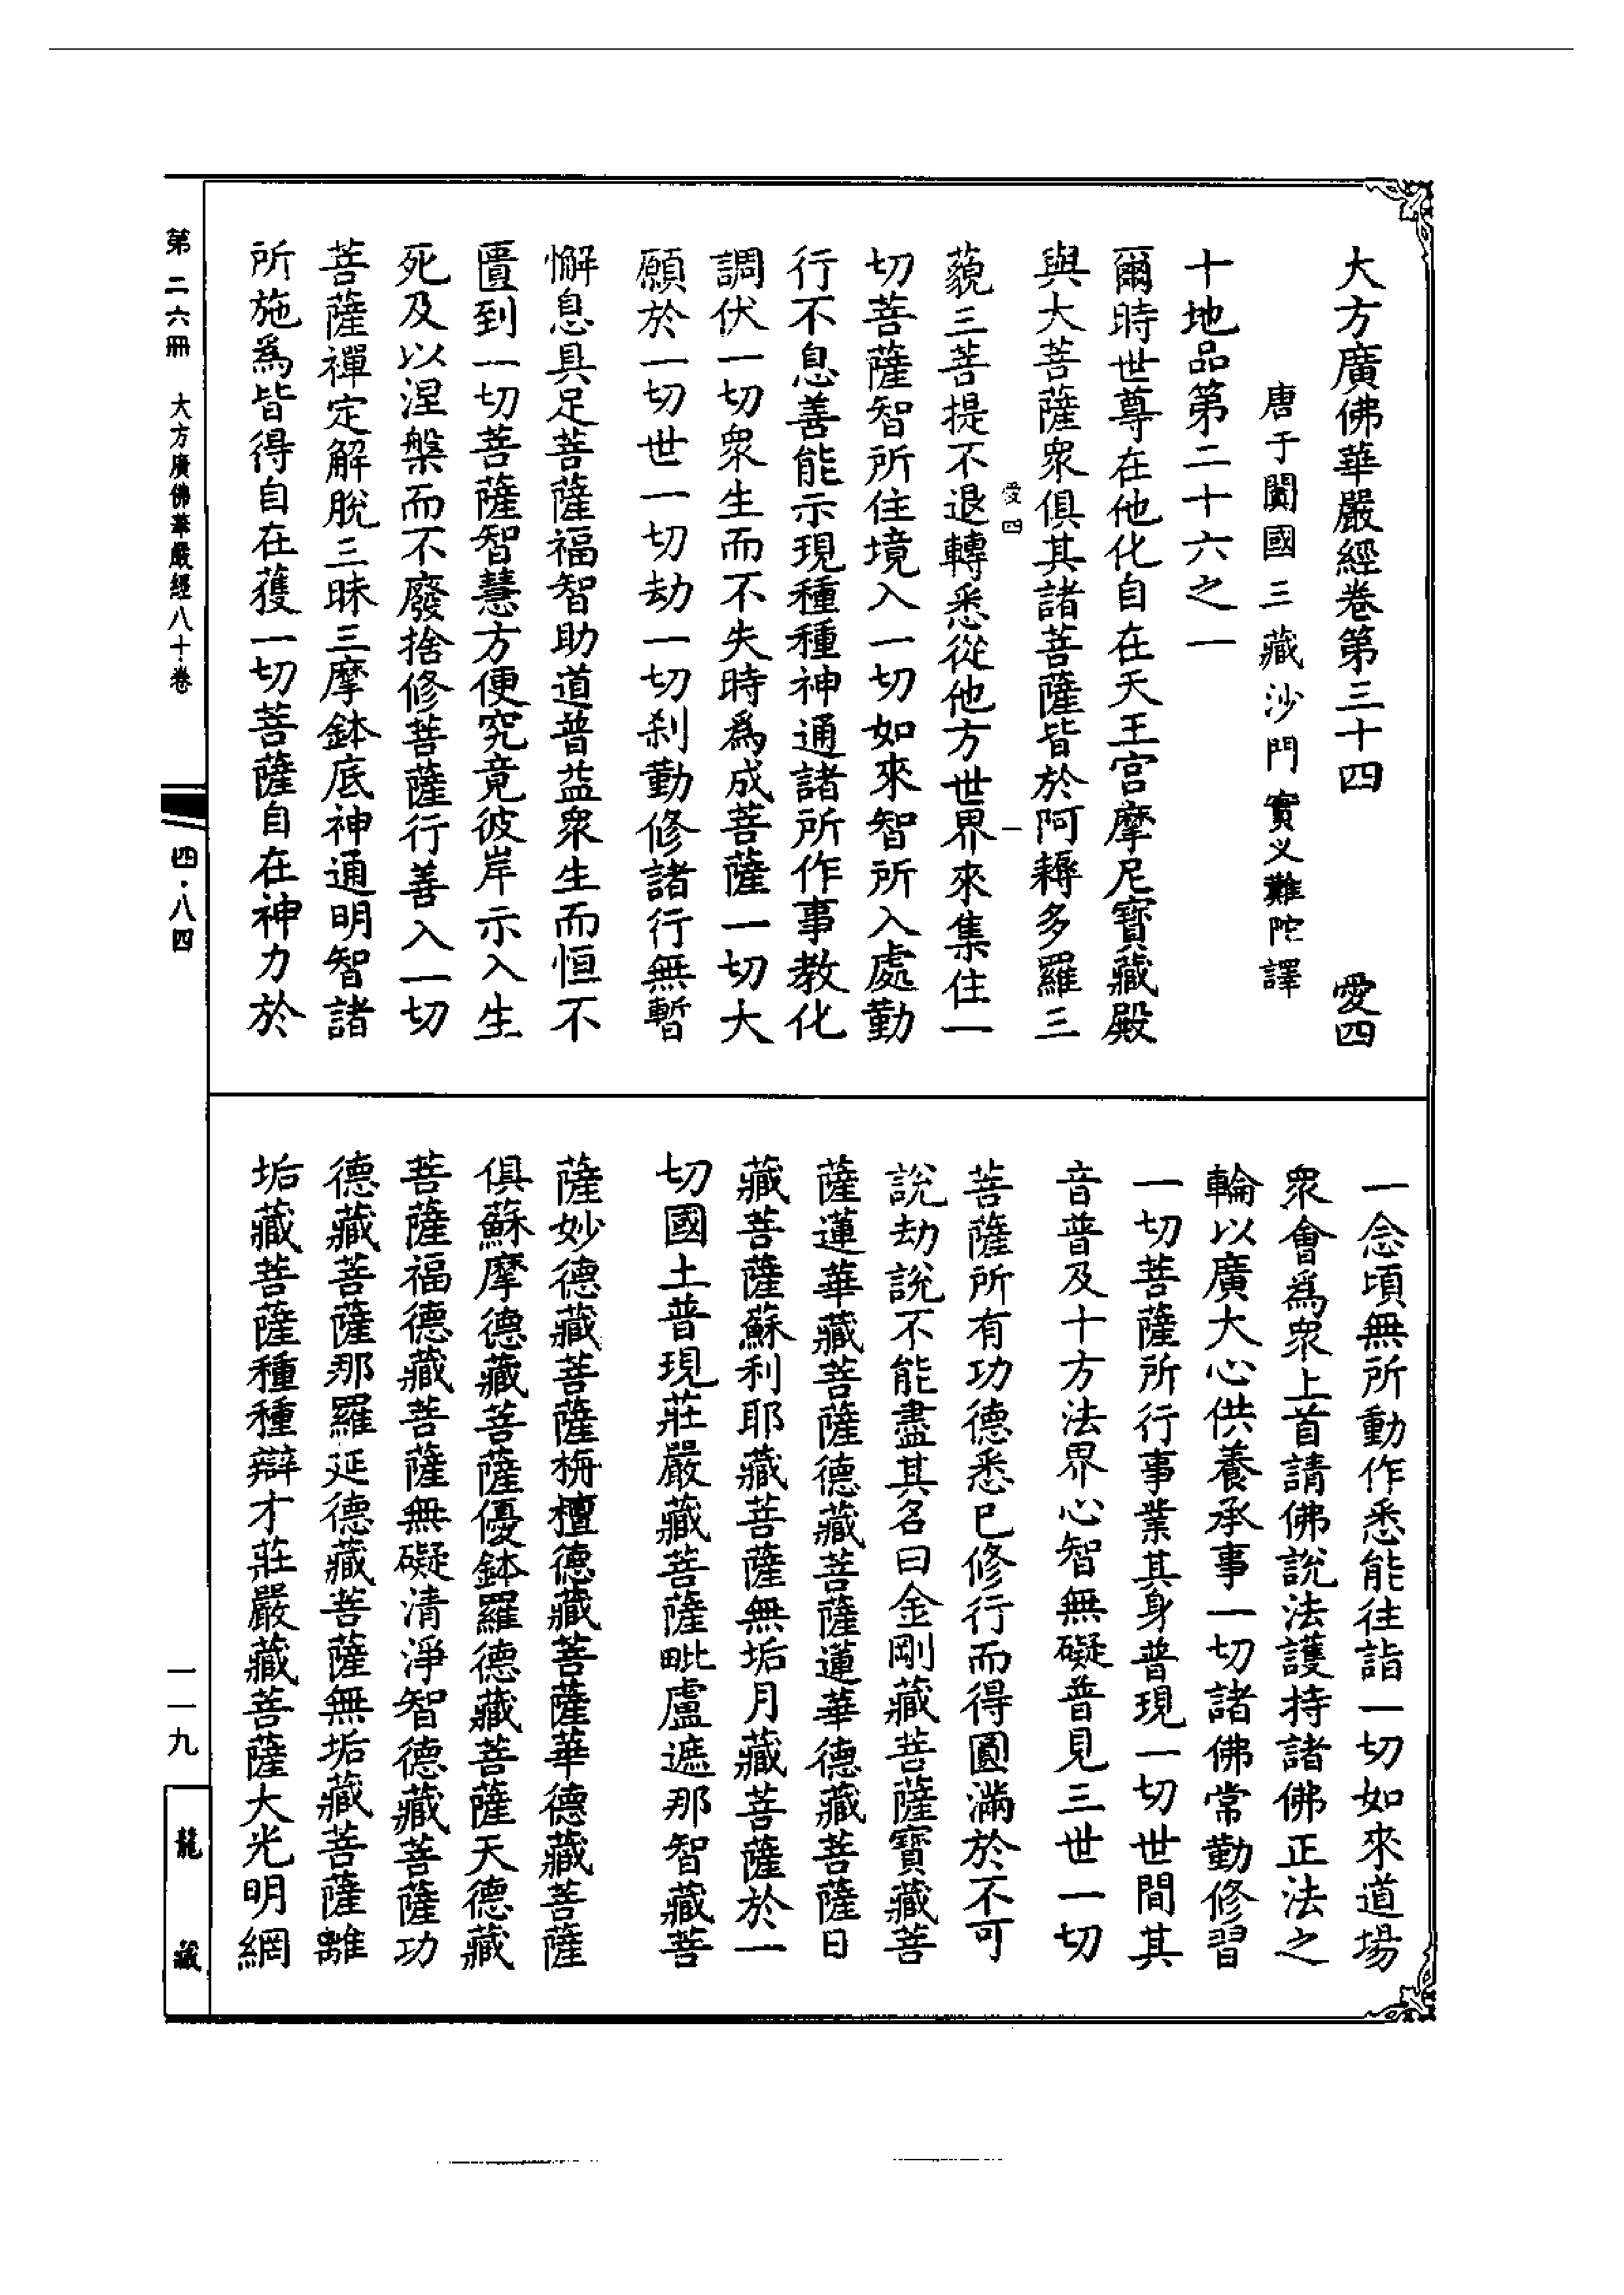 大方廣佛華嚴經卷第三十四 愛四
唐于闐國三藏沙門實义難陀譯
十地品第二十六之一
爾時世尊在他化自在天王宮摩尼寶藏殿
與大菩薩衆俱其諸菩薩皆於阿耨多羅三
愛四 一
藐三菩提不退轉悉從他方世界來集住一
切菩薩智所住境入一切如來智所入處勤
行不息善能示現種種神通諸所作事教化
調伏一切衆生而不失時為成菩薩一切大
願於一切世一切劫一切刹勤修諸行無暫
懈息具足菩薩福智助道普益衆生而恒不
匱到一切菩薩智慧方便究竟彼岸示入生
死及以涅槃而不廢捨修菩薩行善入一切
菩薩禪定解脫三昧三摩鉢底神通明智諸
所施為皆得自在獲一切菩薩自在神力於
一念頃無所動作悉能往詣一切如來道場
衆會為衆上首請佛說法護持諸佛正法之
輪以廣大心供養承事一切諸佛常勤修習
一切菩薩所行事業其身普現一切世間其
音普及十方法界心智無礙普見三世一切
菩薩所有功德悉已修行而得圓滿於不可
說劫說不能盡其名曰金剛藏菩薩寶藏菩
薩蓮華藏菩薩德藏菩薩蓮華德藏菩薩日
藏菩薩蘇利耶藏菩薩無垢月藏菩薩於一
切國土普現莊嚴藏菩薩毗盧遮那智藏菩
薩妙德藏菩薩栴檀德藏菩薩華德藏菩薩
俱蘇摩德藏菩薩優鉢羅德藏菩薩天德藏
菩薩福德藏菩薩無礙清淨智德藏菩薩功
德藏菩薩那羅延德藏菩薩無垢藏菩薩離
垢藏菩薩種種辯才莊嚴藏菩薩大光明網
第二六冊 大方廣佛華嚴經八十卷 四·八四
一一九
龍藏